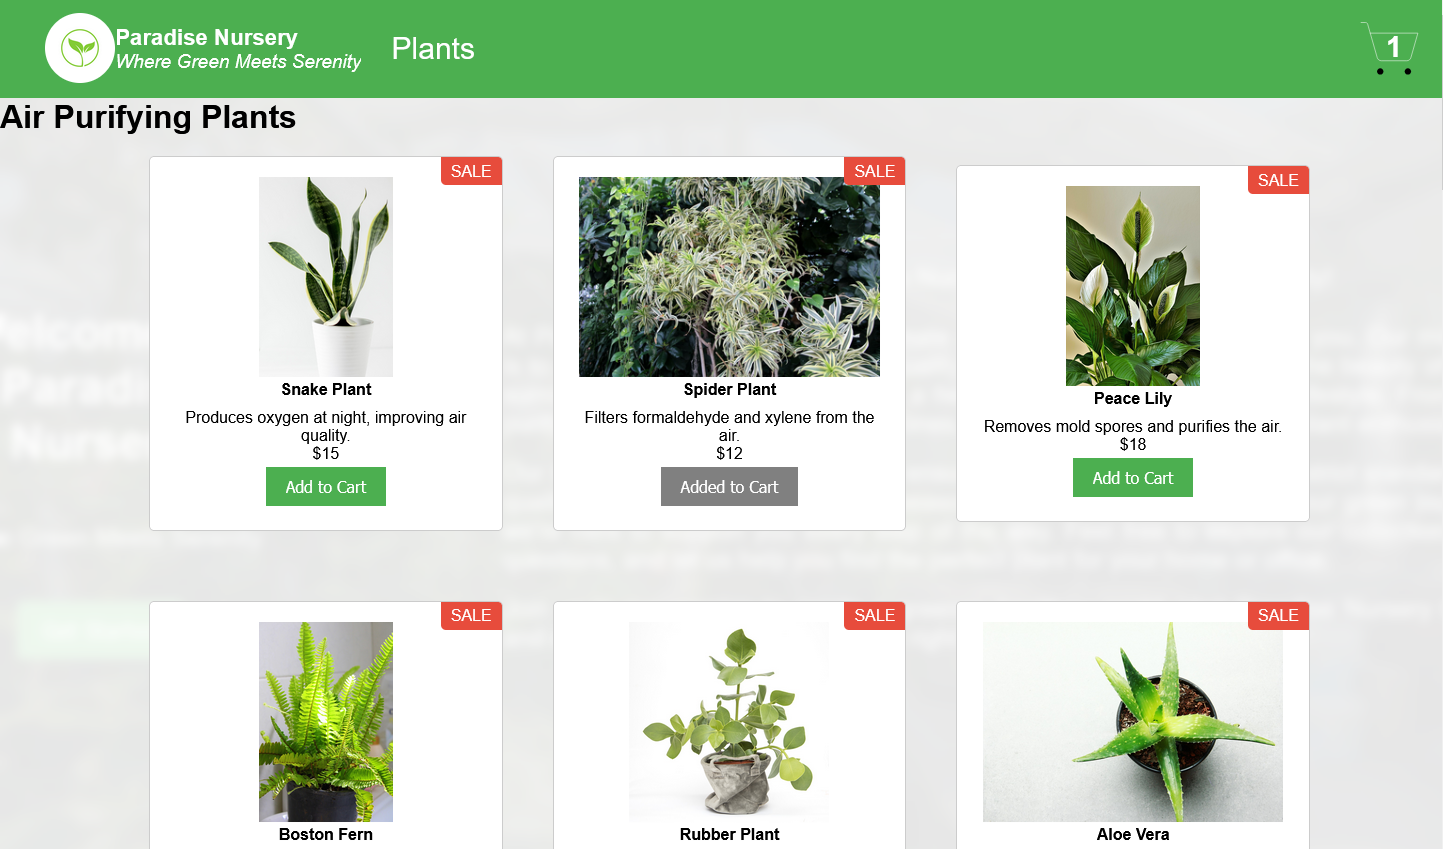 Paradise Nursery
Where Green Meets Serenity
Plants
1
Air Purifying Plants
SALE
SALE
SALE
Snake Plant
Produces oxygen at night, improving air
quality.
$15
Add to Cart
Spider Plant
Filters formaldehyde and xylene from the
air.
$12
Added to Cart
Peace Lily
Removes mold spores and purifies the air.
$18
Add to Cart
SALE
SALE
SALE
Boston Fern
Rubber Plant
Aloe Vera